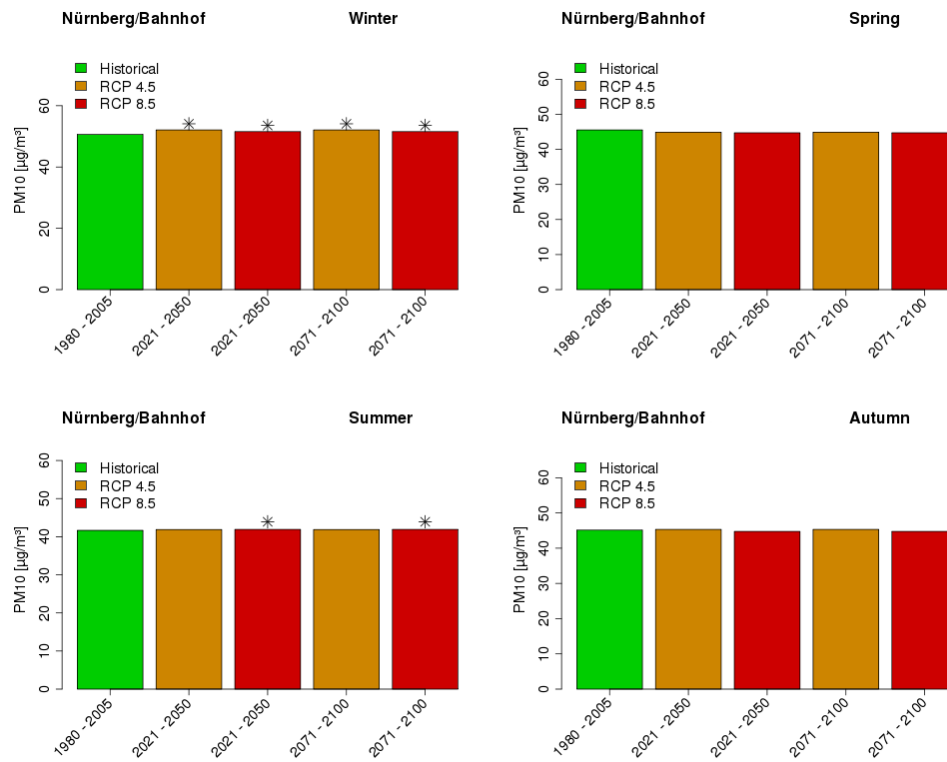 Nürnberg/Bahnhof Winter
Historical
RCP 4.5
RCP 8.5
PM10 [µg/m³]
60
40
20
0
1980 - 2005
2021 - 2050
2021 - 2050
2071 - 2100
2071 - 2100
Nürnberg/Bahnhof Spring
Historical
RCP 4.5
RCP 8.5
PM10 [µg/m³]
60
50
40
30
20
10
0
1980 - 2005
2021 - 2050
2021 - 2050
2071 - 2100
2071 - 2100
Nürnberg/Bahnhof Summer
Historical
RCP 4.5
RCP 8.5
PM10 [µg/m³]
60
50
40
30
20
10
0
1980 - 2005
2021 - 2050
2021 - 2050
2071 - 2100
2071 - 2100
Nürnberg/Bahnhof Autumn
Historical
RCP 4.5
RCP 8.5
PM10 [µg/m³]
60
50
40
30
20
10
0
1980 - 2005
2021 - 2050
2021 - 2050
2071 - 2100
2071 - 2100